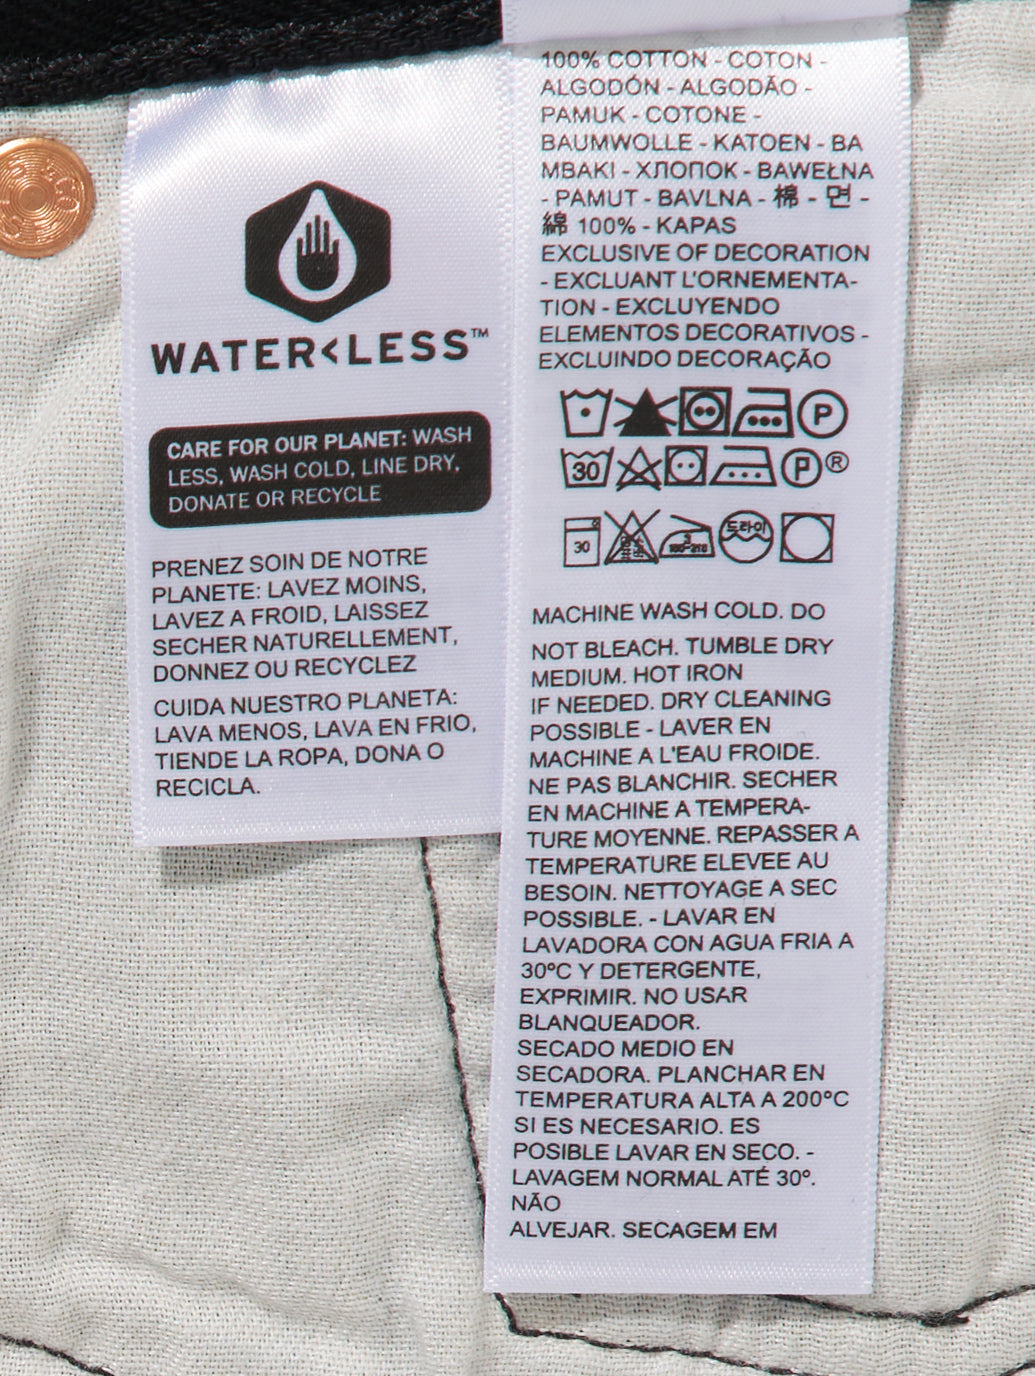 WATER<LESS™
CARE FOR OUR PLANET: WASH
LESS, WASH COLD, LINE DRY,
DONATE OR RECYCLE
PRENEZ SOIN DE NOTRE
PLANETE: LAVEZ MOINS,
LAVEZ A FROID, LAISSEZ
SECHER NATURELLEMENT,
DONNEZ OU RECYCLEZ
CUIDA NUESTRO PLANETA:
LAVA MENOS, LAVA EN FRIO,
TIENDE LA ROPA, DONA O
RECICLA.
100% COTTON - COTON -
ALGODÓN - ALGODÃO -
PAMUK - COTONE -
BAUMWOLLE - KATOEN - BA
MBAKI - ХЛОПОК - BAWEŁNA
- PAMUT - BAVLNA - 棉 - 면 -
綿 100% - KAPAS
EXCLUSIVE OF DECORATION
- EXCLUANT L'ORNEMENTA-
TION - EXCLUYENDO
ELEMENTOS DECORATIVOS -
EXCLUINDO DECORAÇÃO
P
30 P ®
30 3 드라이
MACHINE WASH COLD. DO
NOT BLEACH. TUMBLE DRY
MEDIUM. HOT IRON
IF NEEDED. DRY CLEANING
POSSIBLE - LAVER EN
MACHINE A L'EAU FROIDE.
NE PAS BLANCHIR. SECHER
EN MACHINE A TEMPERA-
TURE MOYENNE. REPASSER A
TEMPERATURE ELEVEE AU
BESOIN. NETTOYAGE A SEC
POSSIBLE. - LAVAR EN
LAVADORA CON AGUA FRIA A
30ºC Y DETERGENTE,
EXPRIMIR. NO USAR
BLANQUEADOR.
SECADO MEDIO EN
SECADORA. PLANCHAR EN
TEMPERATURA ALTA A 200ºC
SI ES NECESARIO. ES
POSIBLE LAVAR EN SECO. -
LAVAGEM NORMAL ATÉ 30º.
NÃO
ALVEJAR. SECAGEM EM